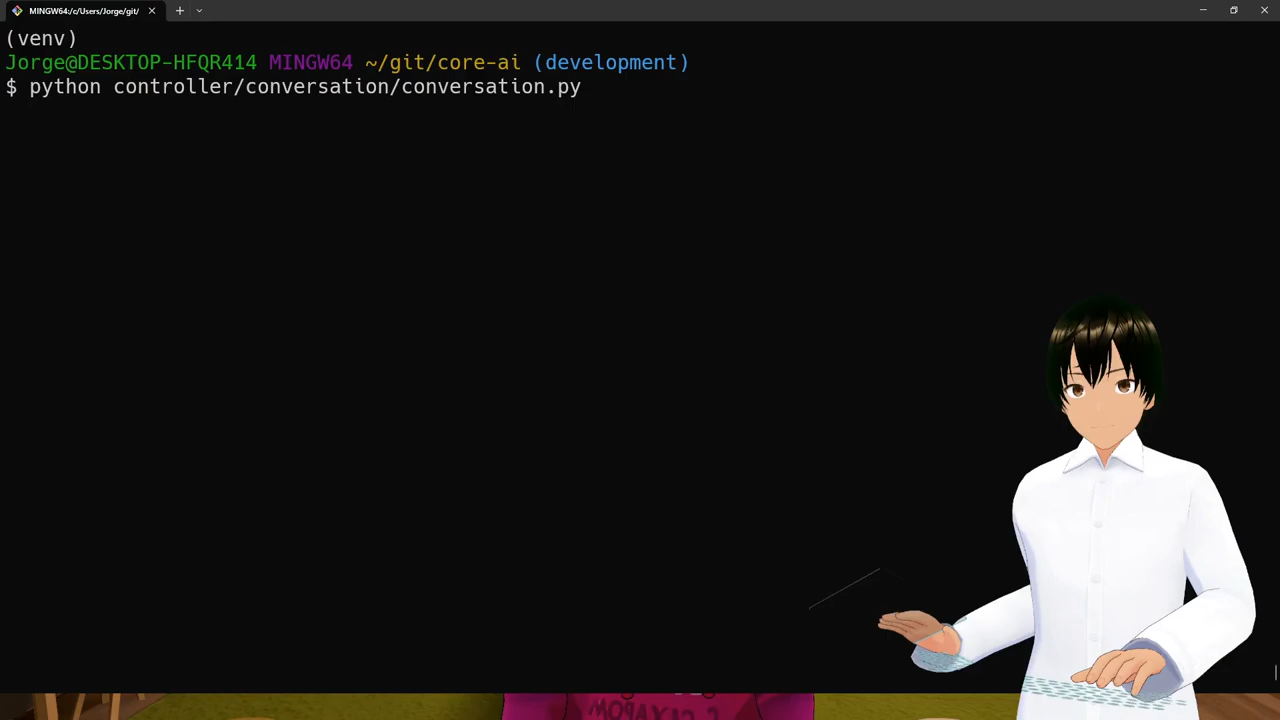 MINGW64:/c/Users/Jorge/git/
(venv)
Jorge@DESKTOP-HFQR414 MINGW64 ~/git/core-ai (development)
$ python controller/conversation/conversation.py